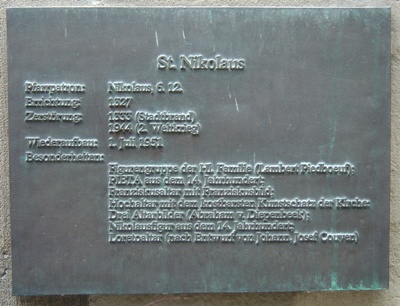 St. Nikolaus
Pfarrpatron: Nikolaus, 6. 12.
Errichtung: 1327
Zerstörung: 1333 (Stadtbrand)
1944 (2. Weltkrieg)
Wiederaufbau: 1. Juli 1951
Besonderheiten:
Figurengruppe der Hl. Familie (Lambert Piedboeuf);
PIETA aus dem 14. Jahrhundert;
Franziskusaltar mit Franziskusbild;
Hochaltar mit dem kostbarsten Kunstschatz der Kirche:
Drei Altarbilder (Abraham v. Diepenbeek);
Nikolausfigur aus dem 14. Jahrhundert;
Loretoaltar (nach Entwurf von Johann Josef Couven)